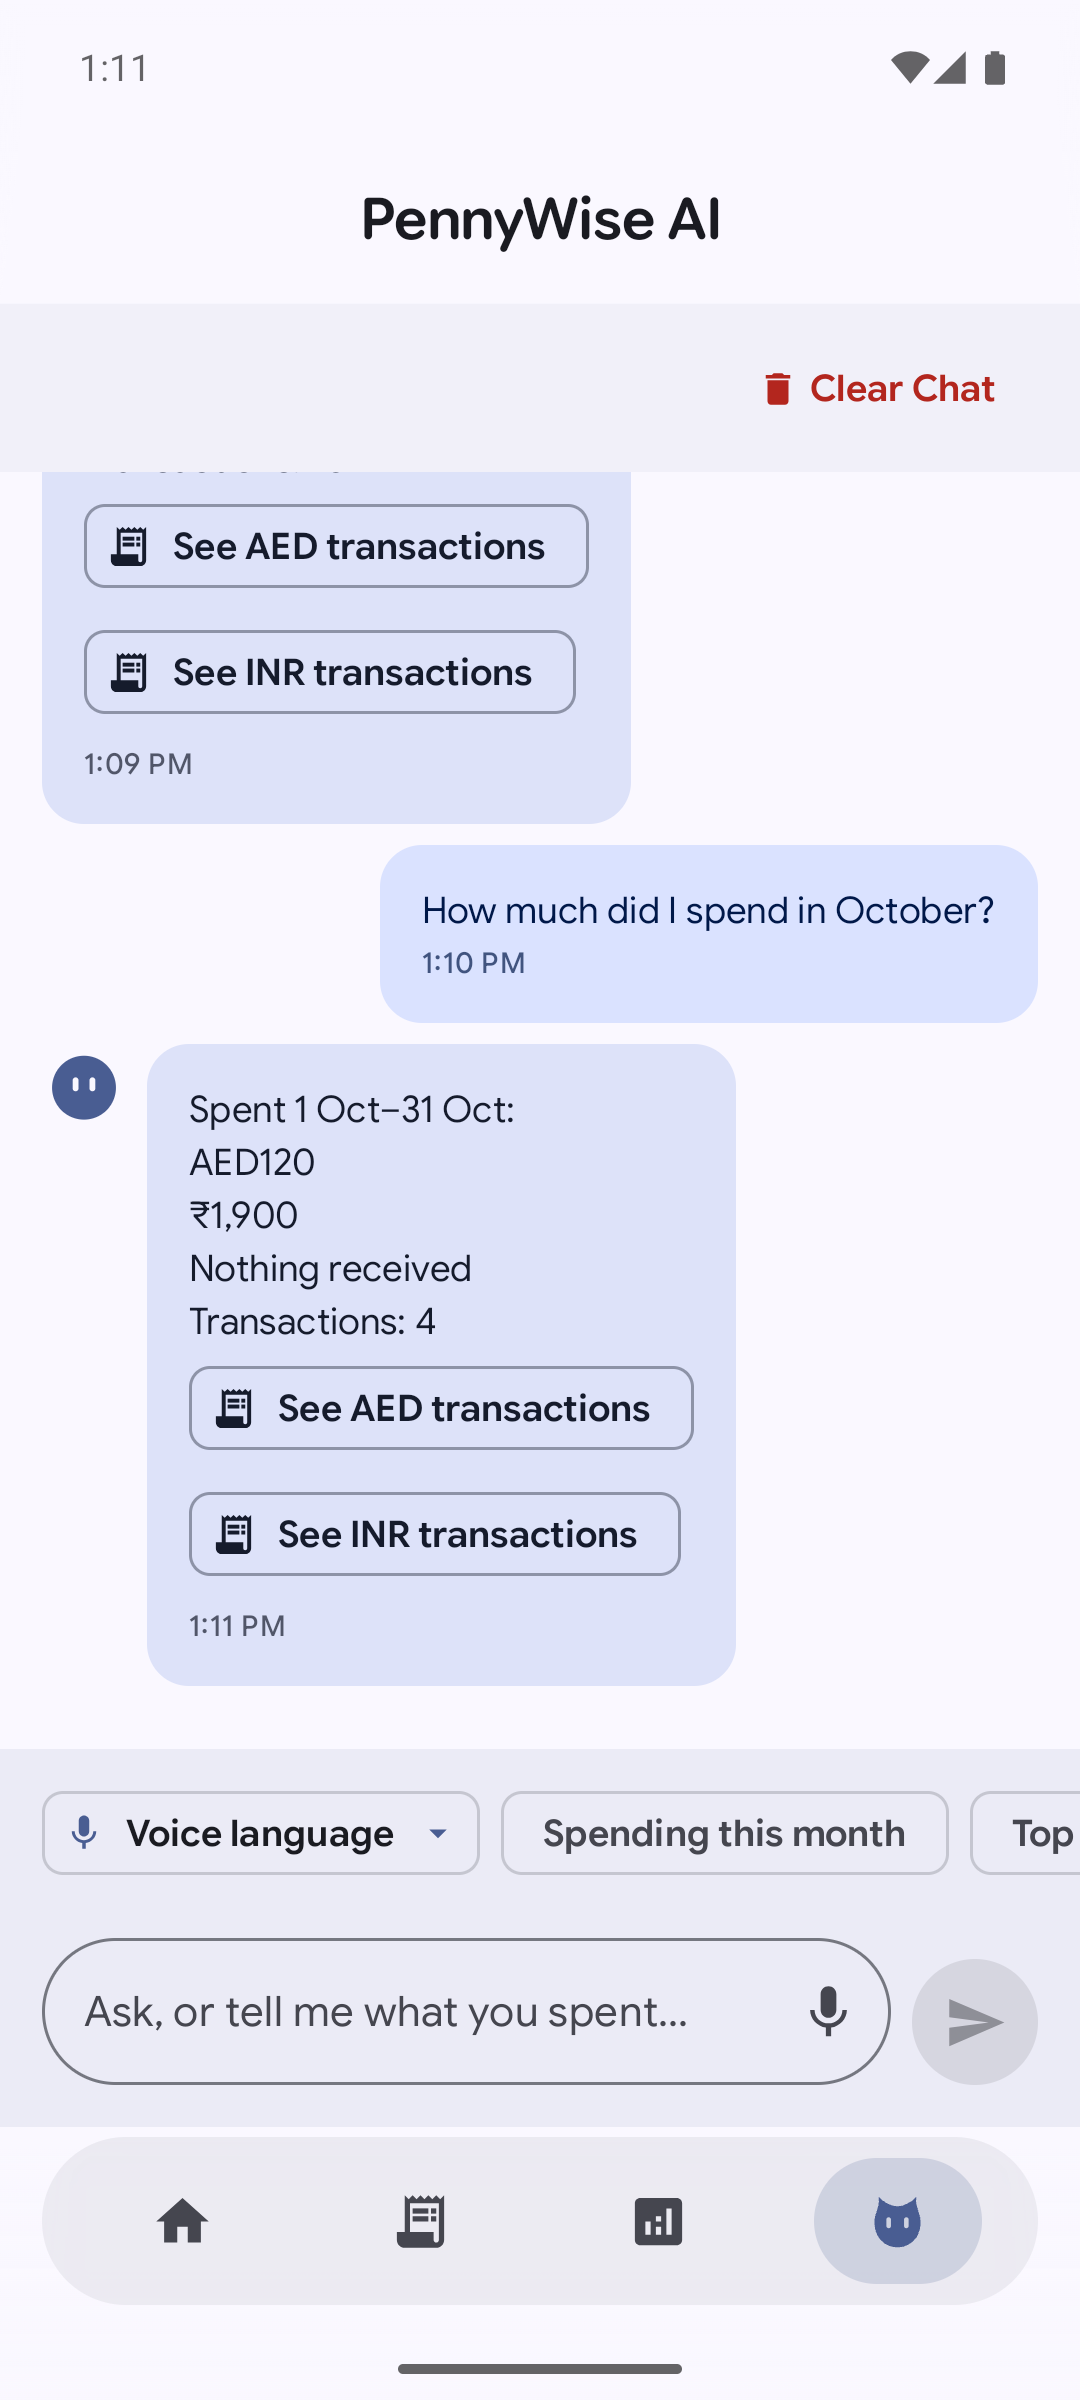 1:11
PennyWise AI
Clear Chat
See AED transactions
See INR transactions
1:09 PM
How much did I spend in October?
1:10 PM
Spent 1 Oct–31 Oct:
AED120
₹1,900
Nothing received
Transactions: 4
See AED transactions
See INR transactions
1:11 PM
Voice language
Spending this month
Top
Ask, or tell me what you spent...